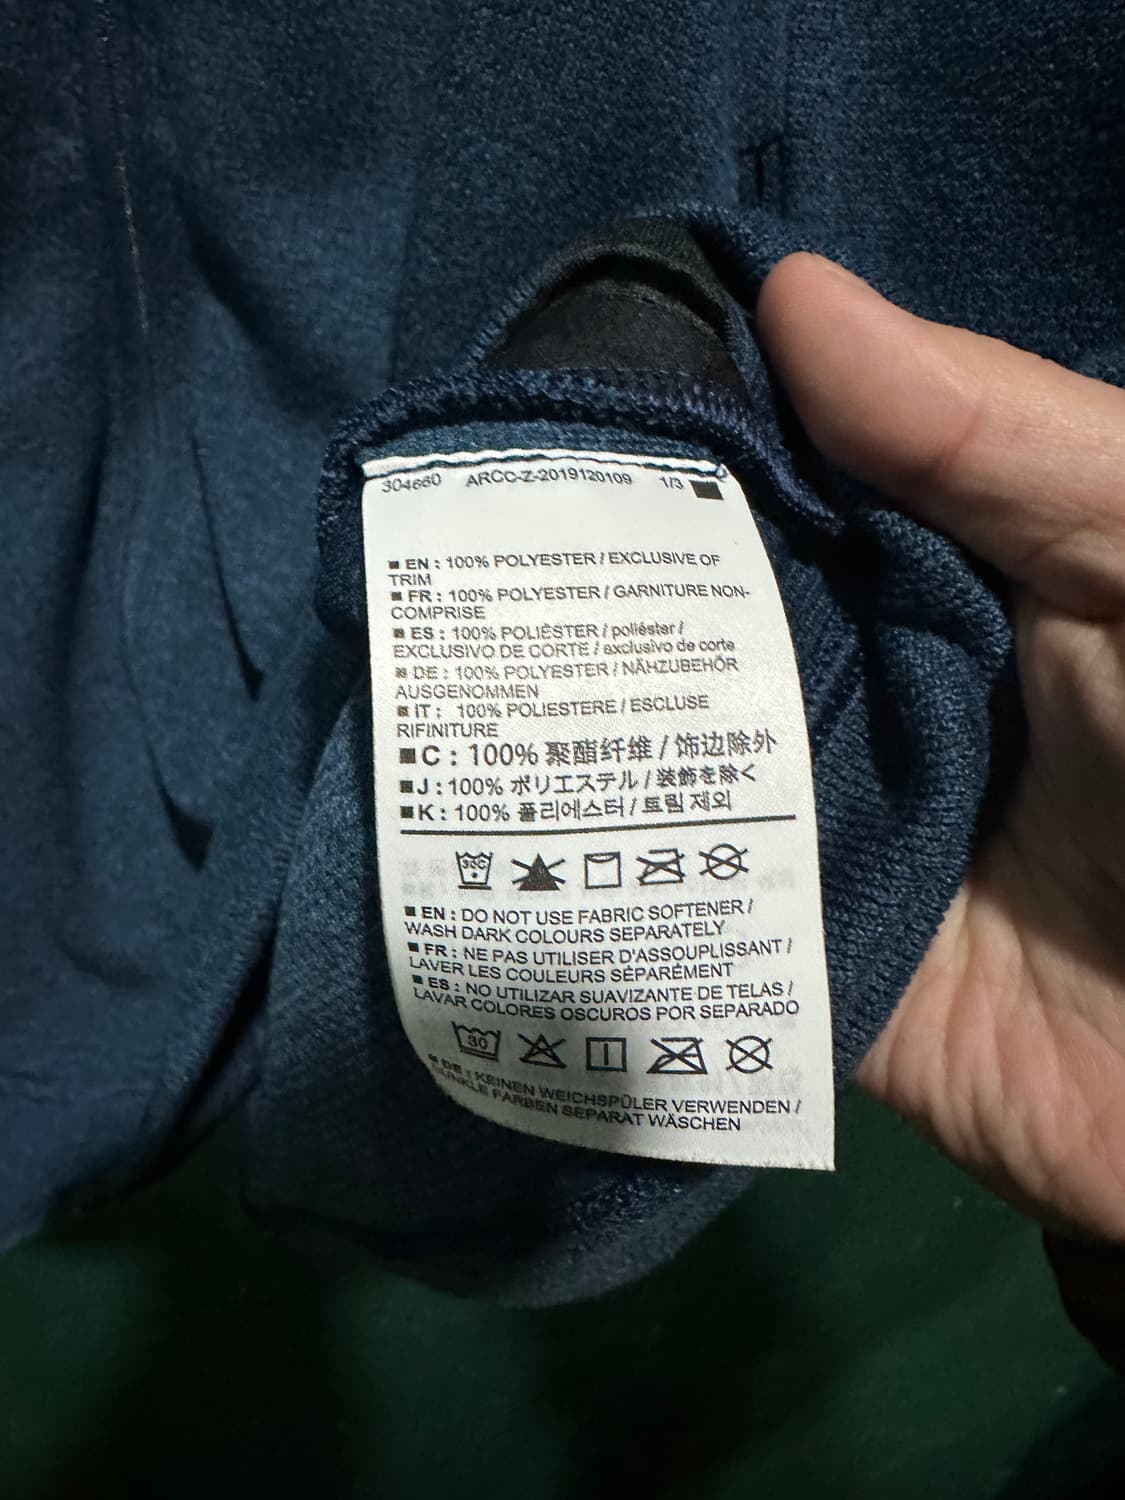 304660 ARCC-Z-2019120109 1/3
EN : 100% POLYESTER / EXCLUSIVE OF
TRIM
FR : 100% POLYESTER / GARNITURE NON-
COMPRISE
ES : 100% POLIÉSTER / poliéster /
EXCLUSIVO DE CORTE / exclusivo de corte
DE : 100% POLYESTER / NÄHZUBEHÖR
AUSGENOMMEN
IT : 100% POLIESTERE / ESCLUSE
RIFINITURE
C : 100% 聚酯纤维 / 饰边除外
J : 100% ポリエステル / 装飾を除く
K : 100% 폴리에스터 / 트림 제외
30C
EN : DO NOT USE FABRIC SOFTENER /
WASH DARK COLOURS SEPARATELY
FR : NE PAS UTILISER D'ASSOUPLISSANT /
LAVER LES COULEURS SÉPARÉMENT
ES : NO UTILIZAR SUAVIZANTE DE TELAS /
LAVAR COLORES OSCUROS POR SEPARADO
30
DE : KEINEN WEICHSPÜLER VERWENDEN /
DUNKLE FARBEN SEPARAT WÄSCHEN